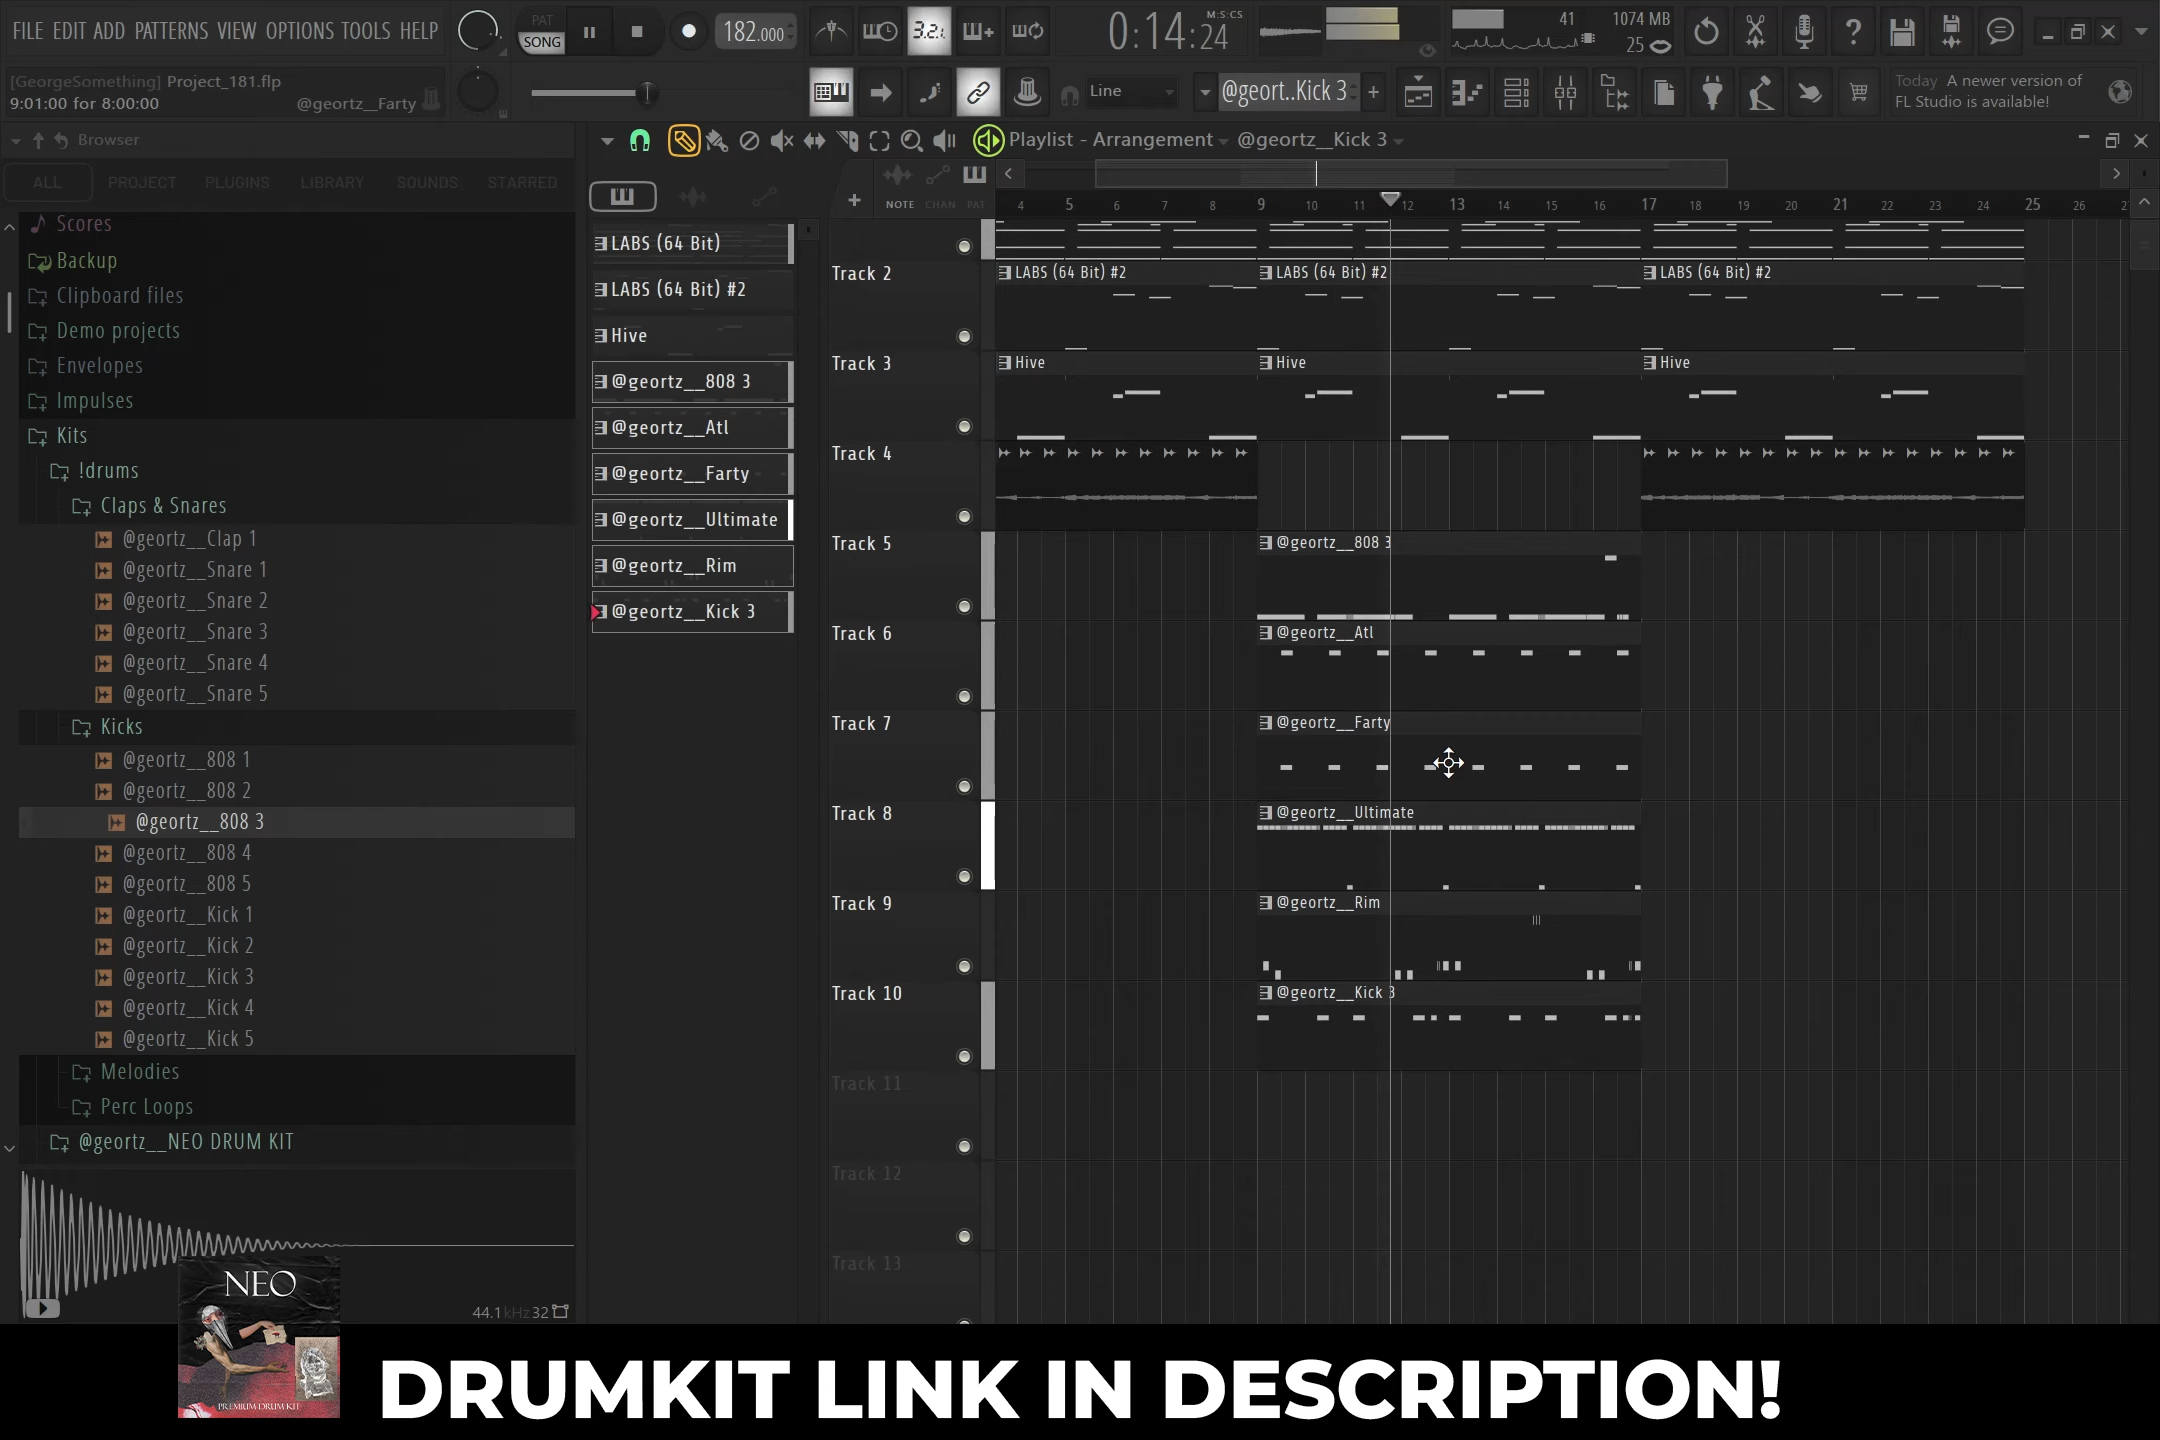 FILE EDIT ADD PATTERNS VIEW OPTIONS TOOLS HELP
PAT
SONG
182.000
3.2.
0:14:24
M:S:CS
41
1074 MB
25
[GeorgeSomething] Project_181.flp
9:01:00 for 8:00:00
@geortz__Farty
Line
@geort..Kick 3
+
Today A newer version of
FL Studio is available!
Browser
ALL PROJECT PLUGINS LIBRARY SOUNDS STARRED
Scores
Backup
Clipboard files
Demo projects
Envelopes
Impulses
Kits
!drums
Claps & Snares
@geortz__Clap 1
@geortz__Snare 1
@geortz__Snare 2
@geortz__Snare 3
@geortz__Snare 4
@geortz__Snare 5
Kicks
@geortz__808 1
@geortz__808 2
@geortz__808 3
@geortz__808 4
@geortz__808 5
@geortz__Kick 1
@geortz__Kick 2
@geortz__Kick 3
@geortz__Kick 4
@geortz__Kick 5
Melodies
Perc Loops
@geortz__NEO DRUM KIT
44.1kHz 32
Playlist - Arrangement @geortz__Kick 3
NOTE CHAN PAT
4 5 6 7 8 9 10 11 12 13 14 15 16 17 18 19 20 21 22 23 24 25 26
LABS (64 Bit)
LABS (64 Bit) #2
Hive
@geortz__808 3
@geortz__Atl
@geortz__Farty
@geortz__Ultimate
@geortz__Rim
@geortz__Kick 3
Track 2
LABS (64 Bit) #2
LABS (64 Bit) #2
LABS (64 Bit) #2
Track 3
Hive
Hive
Hive
Track 4
Track 5
@geortz__808 3
Track 6
@geortz__Atl
Track 7
@geortz__Farty
Track 8
@geortz__Ultimate
Track 9
@geortz__Rim
Track 10
@geortz__Kick 3
Track 11
Track 12
Track 13
NEO
PREMIUM DRUM KIT
DRUMKIT LINK IN DESCRIPTION!